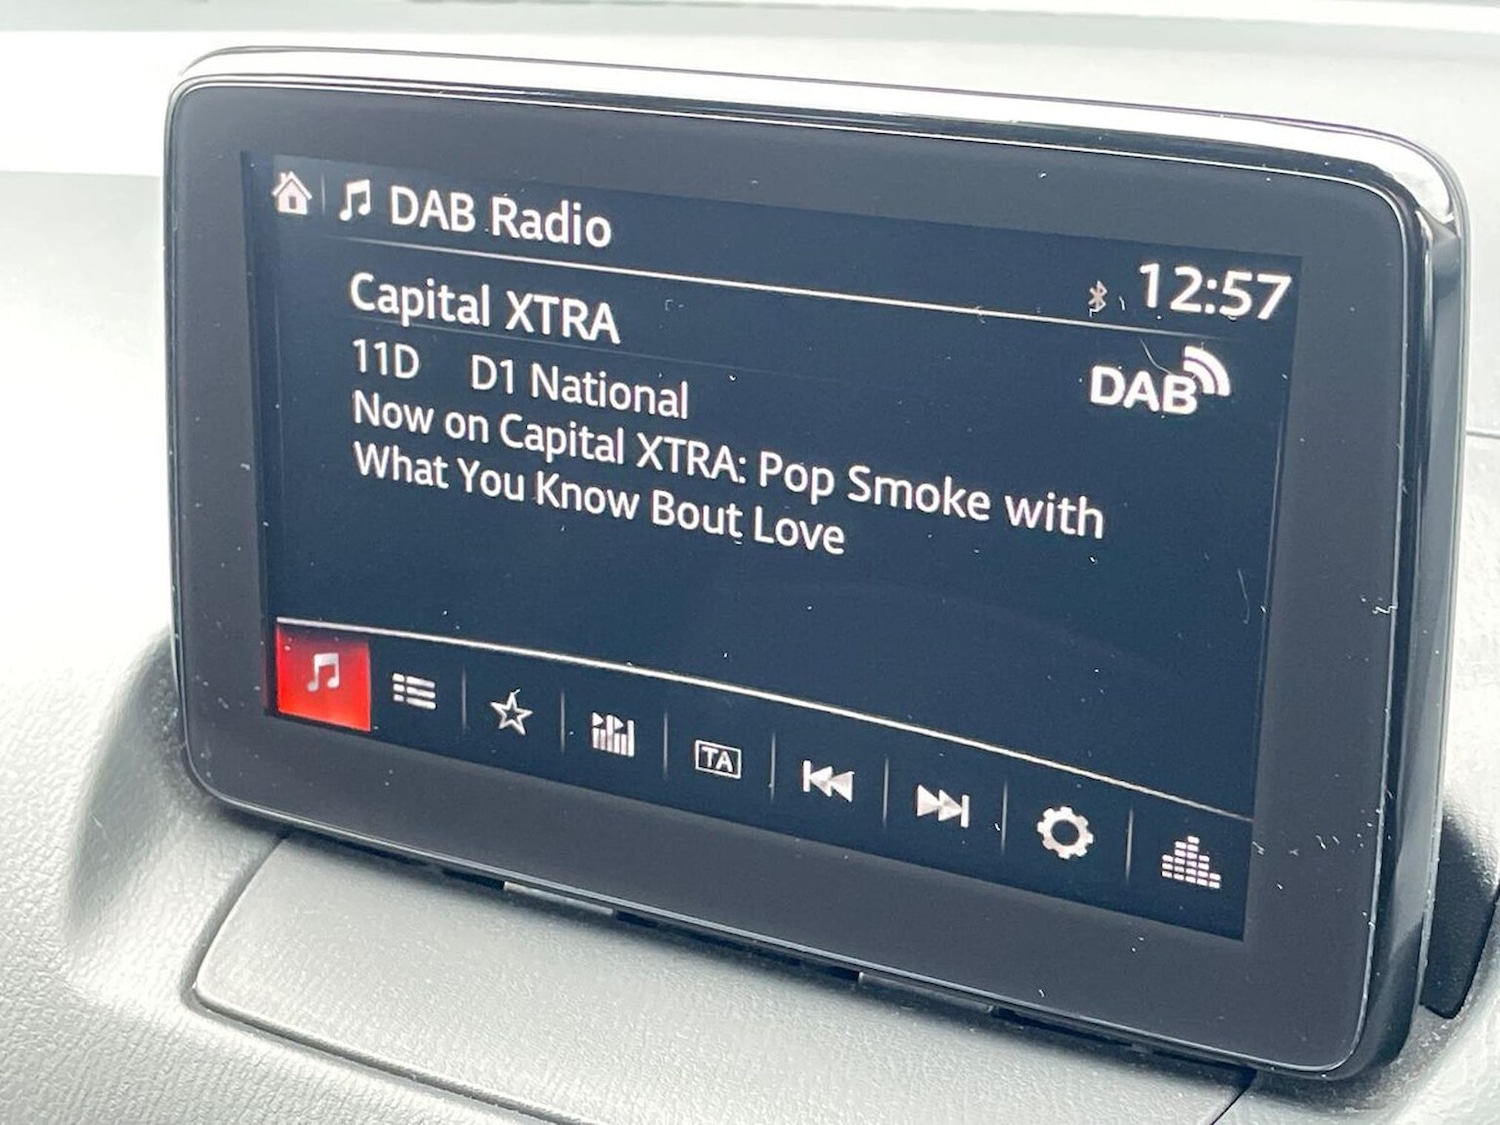 DAB Radio
12:57
Capital XTRA
DAB
11D D1 National
Now on Capital XTRA: Pop Smoke with
What You Know Bout Love
TA